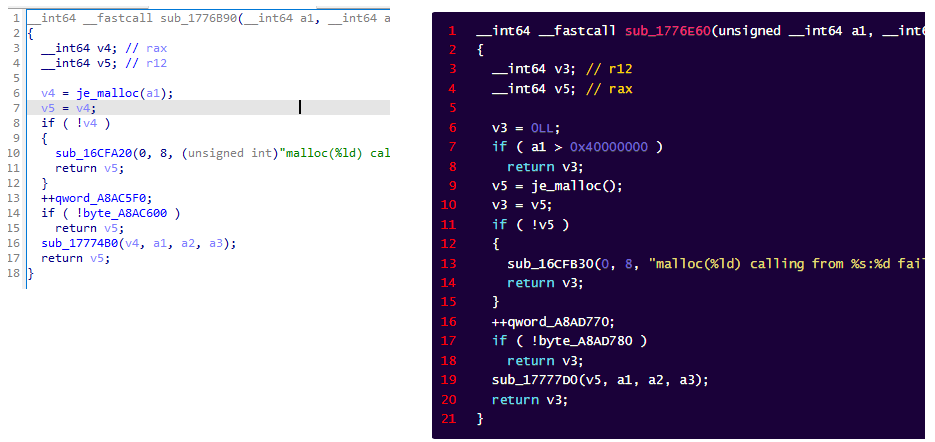 1 __int64 __fastcall sub_1776B90(__int64 a1, __int64 a
2 {
3 __int64 v4; // rax
4 __int64 v5; // r12
5
6 v4 = je_malloc(a1);
7 v5 = v4;
8 if ( !v4 )
9 {
10 sub_16CFA20(0, 8, (unsigned int)"malloc(%ld) cal
11 return v5;
12 }
13 ++qword_A8AC5F0;
14 if ( !byte_A8AC600 )
15 return v5;
16 sub_17774B0(v4, a1, a2, a3);
17 return v5;
18 }
1 __int64 __fastcall sub_1776E60(unsigned __int64 a1, __int
2 {
3 __int64 v3; // r12
4 __int64 v5; // rax
5
6 v3 = 0LL;
7 if ( a1 > 0x40000000 )
8 return v3;
9 v5 = je_malloc();
10 v3 = v5;
11 if ( !v5 )
12 {
13 sub_16CFB30(0, 8, "malloc(%ld) calling from %s:%d fai
14 return v3;
15 }
16 ++qword_A8AD770;
17 if ( !byte_A8AD780 )
18 return v3;
19 sub_17777D0(v5, a1, a2, a3);
20 return v3;
21 }